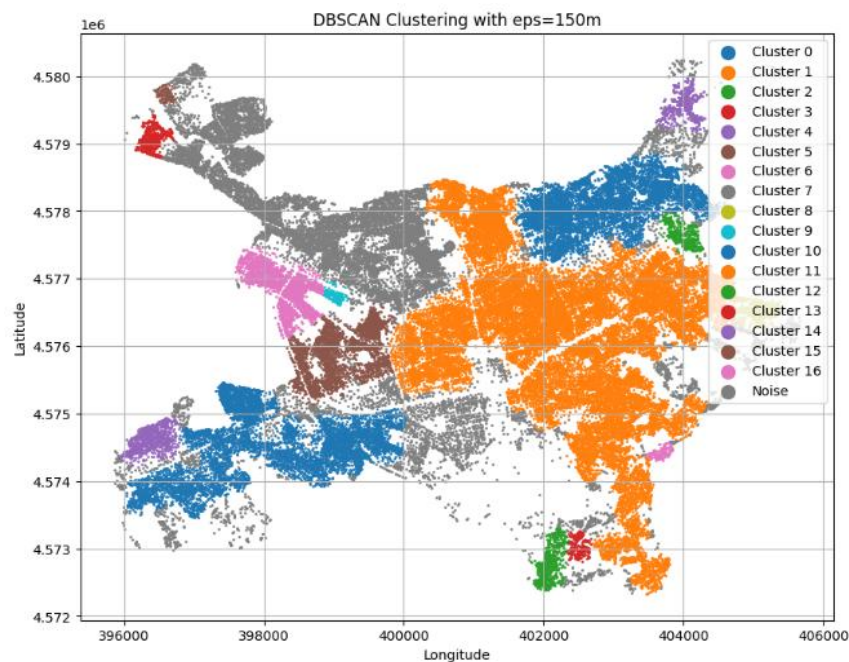 DBSCAN Clustering with eps=150m
1e6
4.580
4.579
4.578
4.577
4.576
4.575
4.574
4.573
4.572
Latitude
396000 398000 400000 402000 404000 406000
Longitude
Cluster 0
Cluster 1
Cluster 2
Cluster 3
Cluster 4
Cluster 5
Cluster 6
Cluster 7
Cluster 8
Cluster 9
Cluster 10
Cluster 11
Cluster 12
Cluster 13
Cluster 14
Cluster 15
Cluster 16
Noise